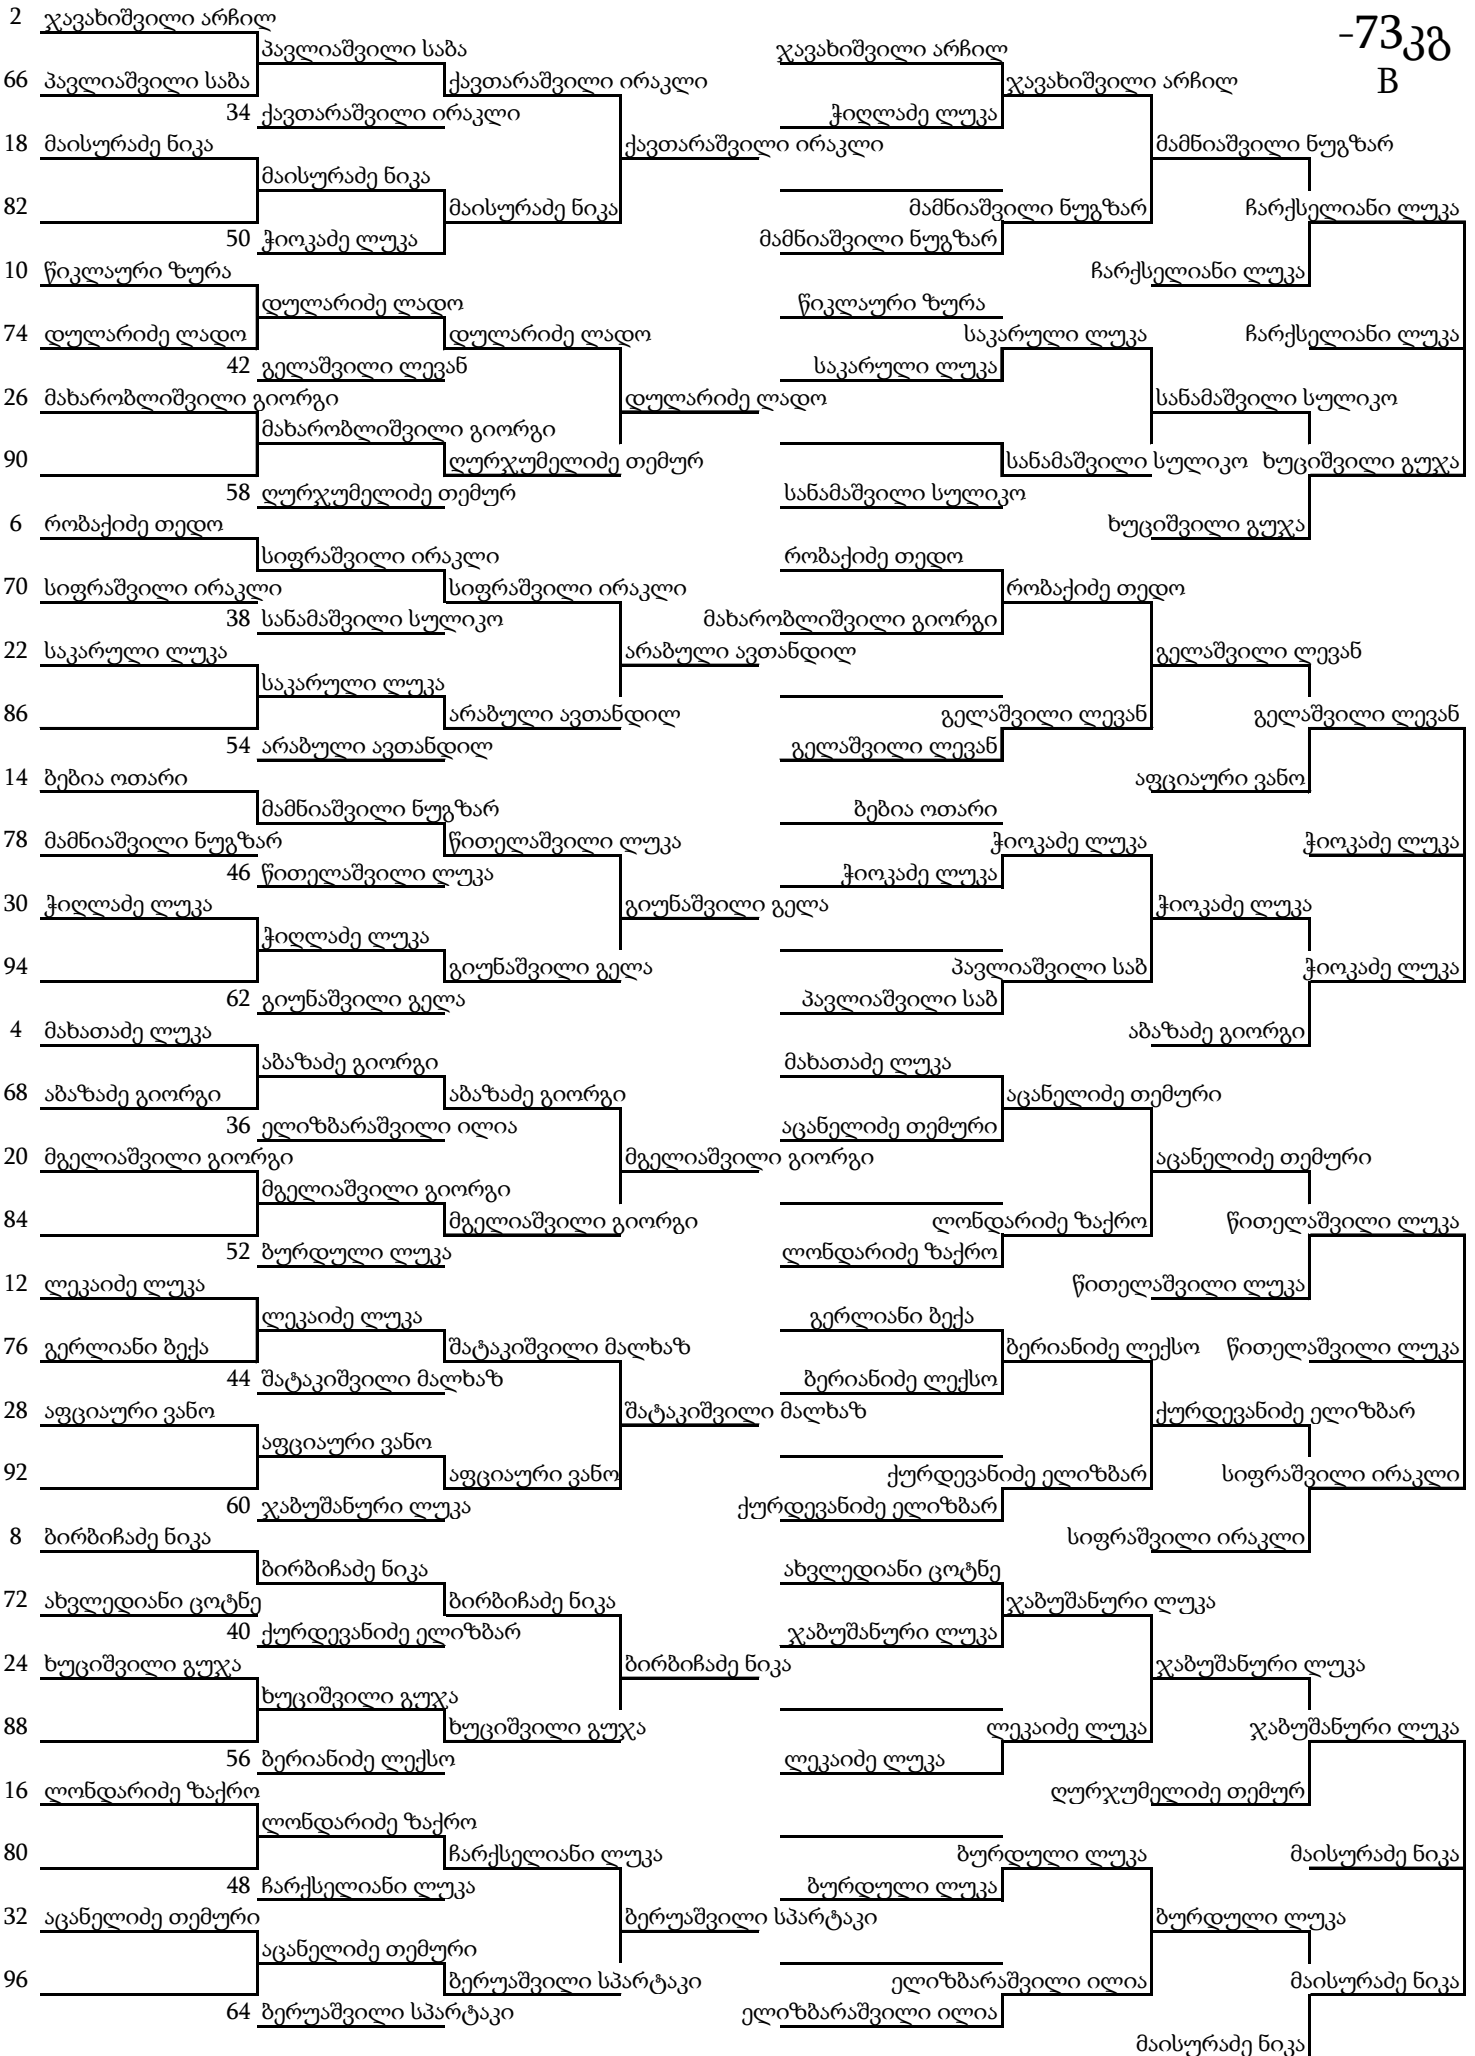 2 ჯავახიშვილი არჩილ
-73კგ
პავლიაშვილი საბა ჯავახიშვილი არჩილ
66 პავლიაშვილი საბა ქავთარაშვილი ირაკლი ჯავახიშვილი არჩილ
B
34 ქავთარაშვილი ირაკლი ჭიღლაძე ლუკა
18 მაისურაძე ნიკა ქავთარაშვილი ირაკლი მამნიაშვილი ნუგზარ
მაისურაძე ნიკა
82 მაისურაძე ნიკა მამნიაშვილი ნუგზარ ჩარქსელიანი ლუკა
50 ჭიოკაძე ლუკა მამნიაშვილი ნუგზარ
10 წიკლაური ზურა ჩარქსელიანი ლუკა
დულარიძე ლადო წიკლაური ზურა
74 დულარიძე ლადო დულარიძე ლადო საკარული ლუკა ჩარქსელიანი ლუკა
42 გელაშვილი ლევან საკარული ლუკა
26 მახარობლიშვილი გიორგი დულარიძე ლადო სანამაშვილი სულიკო
მახარობლიშვილი გიორგი
90 ღურჯუმელიძე თემურ სანამაშვილი სულიკო ხუციშვილი გუჯა
58 ღურჯუმელიძე თემურ სანამაშვილი სულიკო
6 რობაქიძე თედო ხუციშვილი გუჯა
სიფრაშვილი ირაკლი რობაქიძე თედო
70 სიფრაშვილი ირაკლი სიფრაშვილი ირაკლი რობაქიძე თედო
38 სანამაშვილი სულიკო მახარობლიშვილი გიორგი
22 საკარული ლუკა არაბული ავთანდილ გელაშვილი ლევან
საკარული ლუკა
86 არაბული ავთანდილ გელაშვილი ლევან გელაშვილი ლევან
54 არაბული ავთანდილ გელაშვილი ლევან
14 ბებია ოთარი აფციაური ვანო
მამნიაშვილი ნუგზარ ბებია ოთარი
78 მამნიაშვილი ნუგზარ წითელაშვილი ლუკა ჭიოკაძე ლუკა ჭიოკაძე ლუკა
46 წითელაშვილი ლუკა ჭიოკაძე ლუკა
30 ჭიღლაძე ლუკა გიუნაშვილი გელა ჭიოკაძე ლუკა
ჭიღლაძე ლუკა
94 გიუნაშვილი გელა პავლიაშვილი საბ ჭიოკაძე ლუკა
62 გიუნაშვილი გელა პავლიაშვილი საბ
4 მახათაძე ლუკა აბაზაძე გიორგი
აბაზაძე გიორგი მახათაძე ლუკა
68 აბაზაძე გიორგი აბაზაძე გიორგი აცანელიძე თემური
36 ელიზბარაშვილი ილია აცანელიძე თემური
20 მგელიაშვილი გიორგი მგელიაშვილი გიორგი აცანელიძე თემური
მგელიაშვილი გიორგი
84 მგელიაშვილი გიორგი ლონდარიძე ზაქრო წითელაშვილი ლუკა
52 ბურდული ლუკა ლონდარიძე ზაქრო
12 ლეკაიძე ლუკა წითელაშვილი ლუკა
ლეკაიძე ლუკა გერლიანი ბექა
76 გერლიანი ბექა შატაკიშვილი მალხაზ ბერიანიძე ლექსო წითელაშვილი ლუკა
44 შატაკიშვილი მალხაზ ბერიანიძე ლექსო
28 აფციაური ვანო შატაკიშვილი მალხაზ ქურდევანიძე ელიზბარ
აფციაური ვანო
92 აფციაური ვანო ქურდევანიძე ელიზბარ სიფრაშვილი ირაკლი
60 ჯაბუშანური ლუკა ქურდევანიძე ელიზბარ
8 ბირბიჩაძე ნიკა სიფრაშვილი ირაკლი
ბირბიჩაძე ნიკა ახვლედიანი ცოტნე
72 ახვლედიანი ცოტნე ბირბიჩაძე ნიკა ჯაბუშანური ლუკა
40 ქურდევანიძე ელიზბარ ჯაბუშანური ლუკა
24 ხუციშვილი გუჯა ბირბიჩაძე ნიკა ჯაბუშანური ლუკა
ხუციშვილი გუჯა
88 ხუციშვილი გუჯა ლეკაიძე ლუკა ჯაბუშანური ლუკა
56 ბერიანიძე ლექსო ლეკაიძე ლუკა
16 ლონდარიძე ზაქრო ღურჯუმელიძე თემურ
ლონდარიძე ზაქრო
80 ჩარქსელიანი ლუკა ბურდული ლუკა მაისურაძე ნიკა
48 ჩარქსელიანი ლუკა ბურდული ლუკა
32 აცანელიძე თემური ბერუაშვილი სპარტაკი ბურდული ლუკა
აცანელიძე თემური
96 ბერუაშვილი სპარტაკი ელიზბარაშვილი ილია მაისურაძე ნიკა
64 ბერუაშვილი სპარტაკი ელიზბარაშვილი ილია
მაისურაძე ნიკა